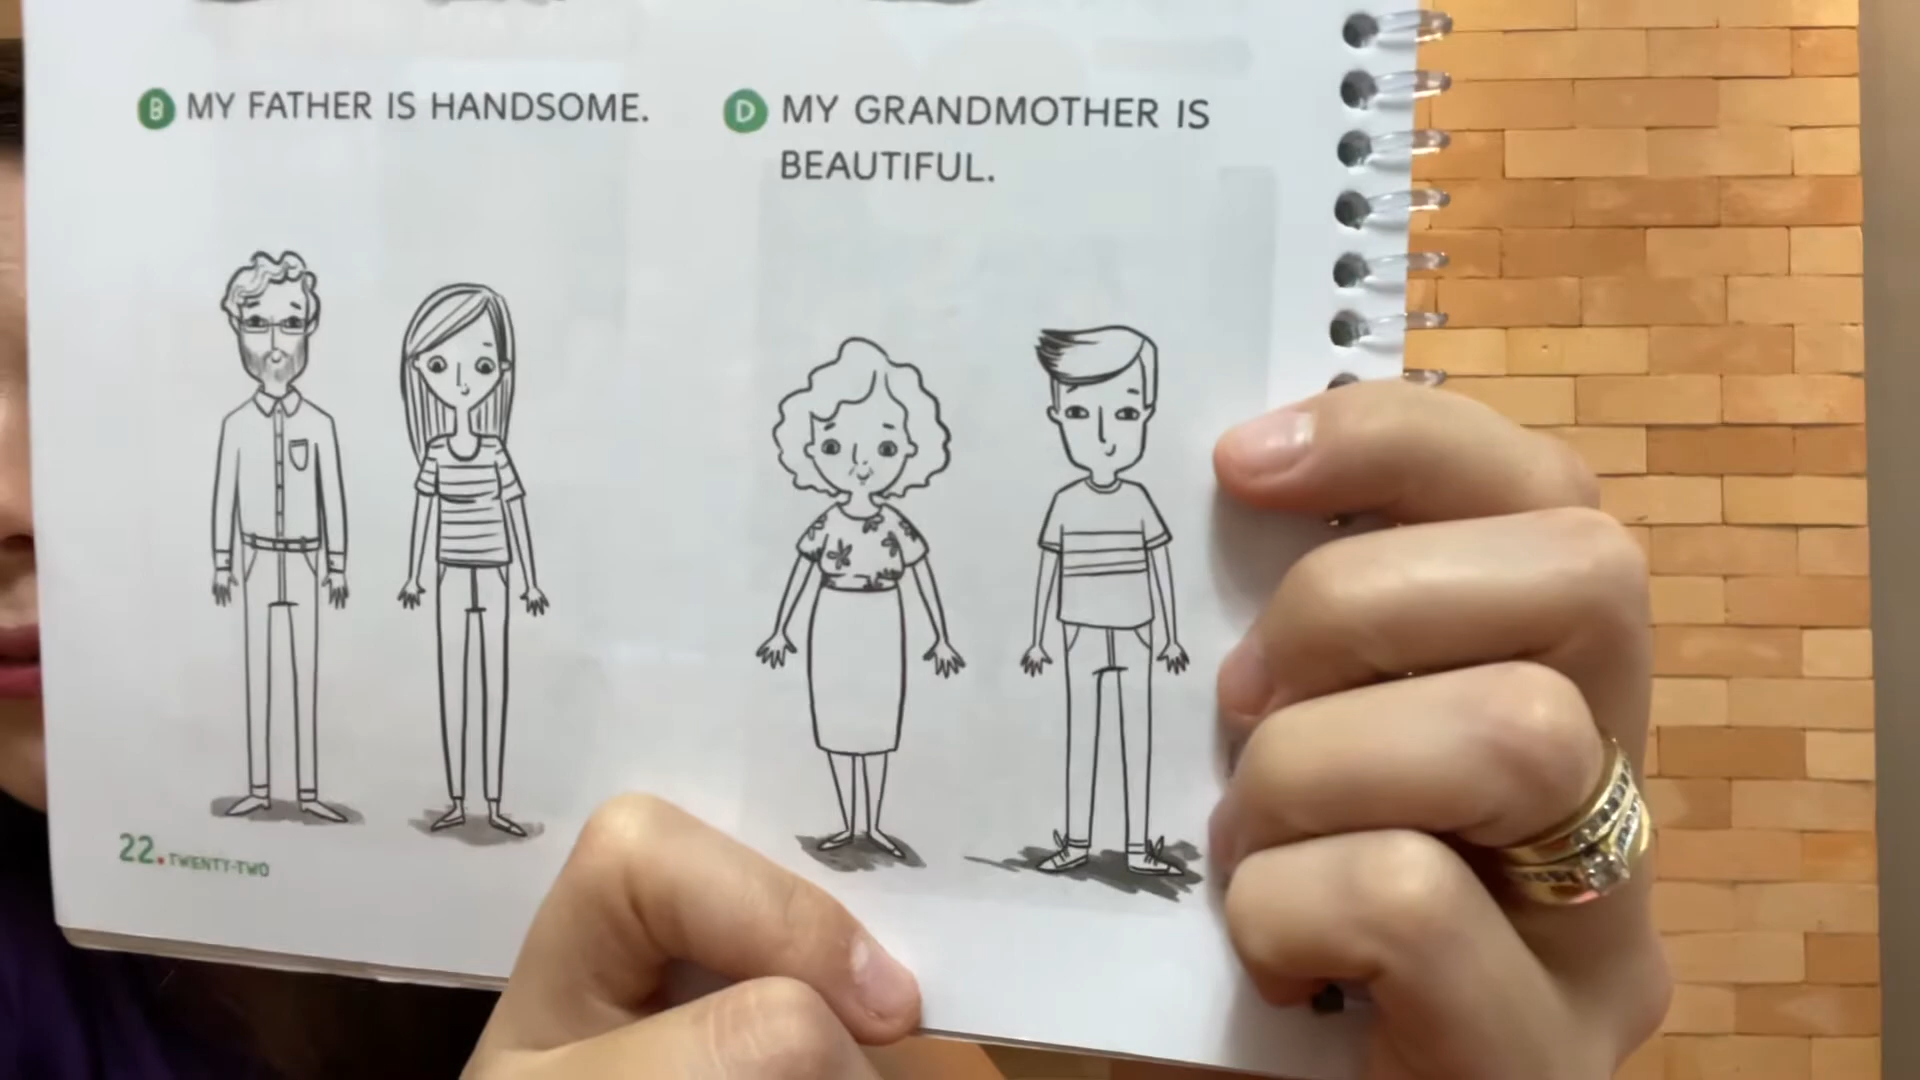 B MY FATHER IS HANDSOME.
D MY GRANDMOTHER IS
BEAUTIFUL.
22. TWENTY-TWO